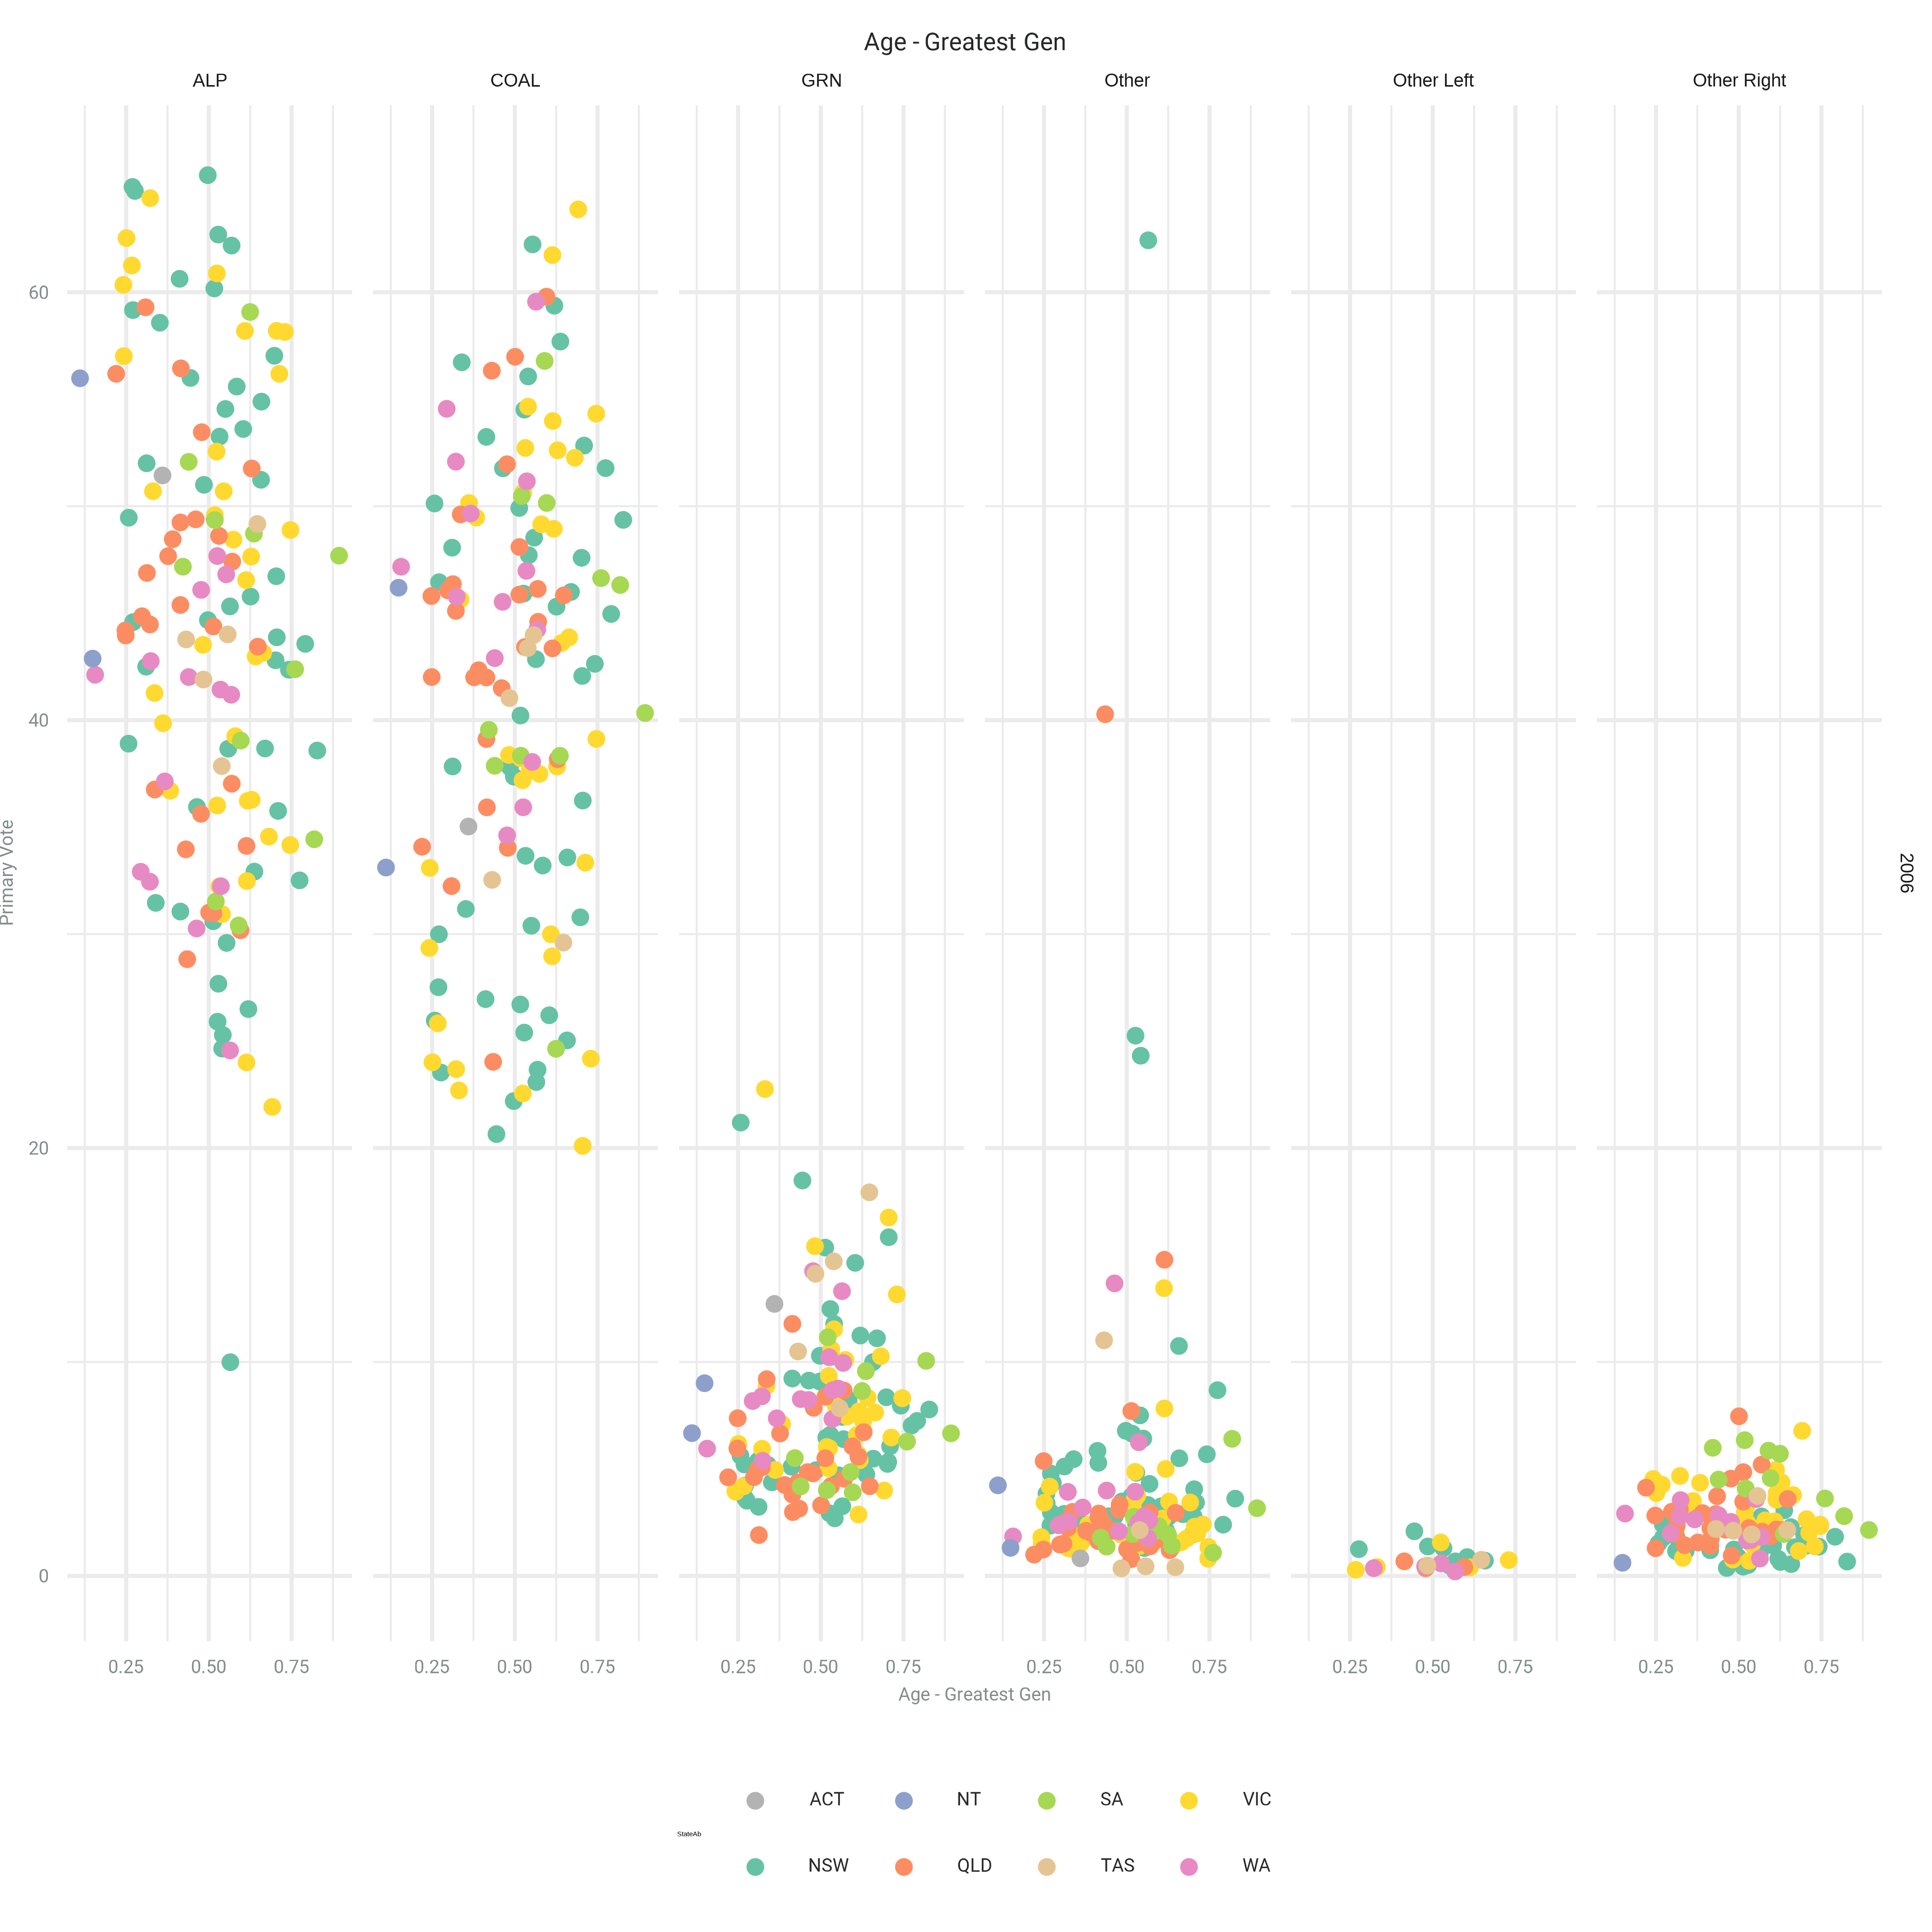 Age - Greatest Gen
ALP COAL GRN Other Other Left Other Right
60
40
20
0
Primary Vote
2006
0.25 0.50 0.75 0.25 0.50 0.75 0.25 0.50 0.75 0.25 0.50 0.75 0.25 0.50 0.75 0.25 0.50 0.75
Age - Greatest Gen
ACT NT SA VIC
StateAb
NSW QLD TAS WA